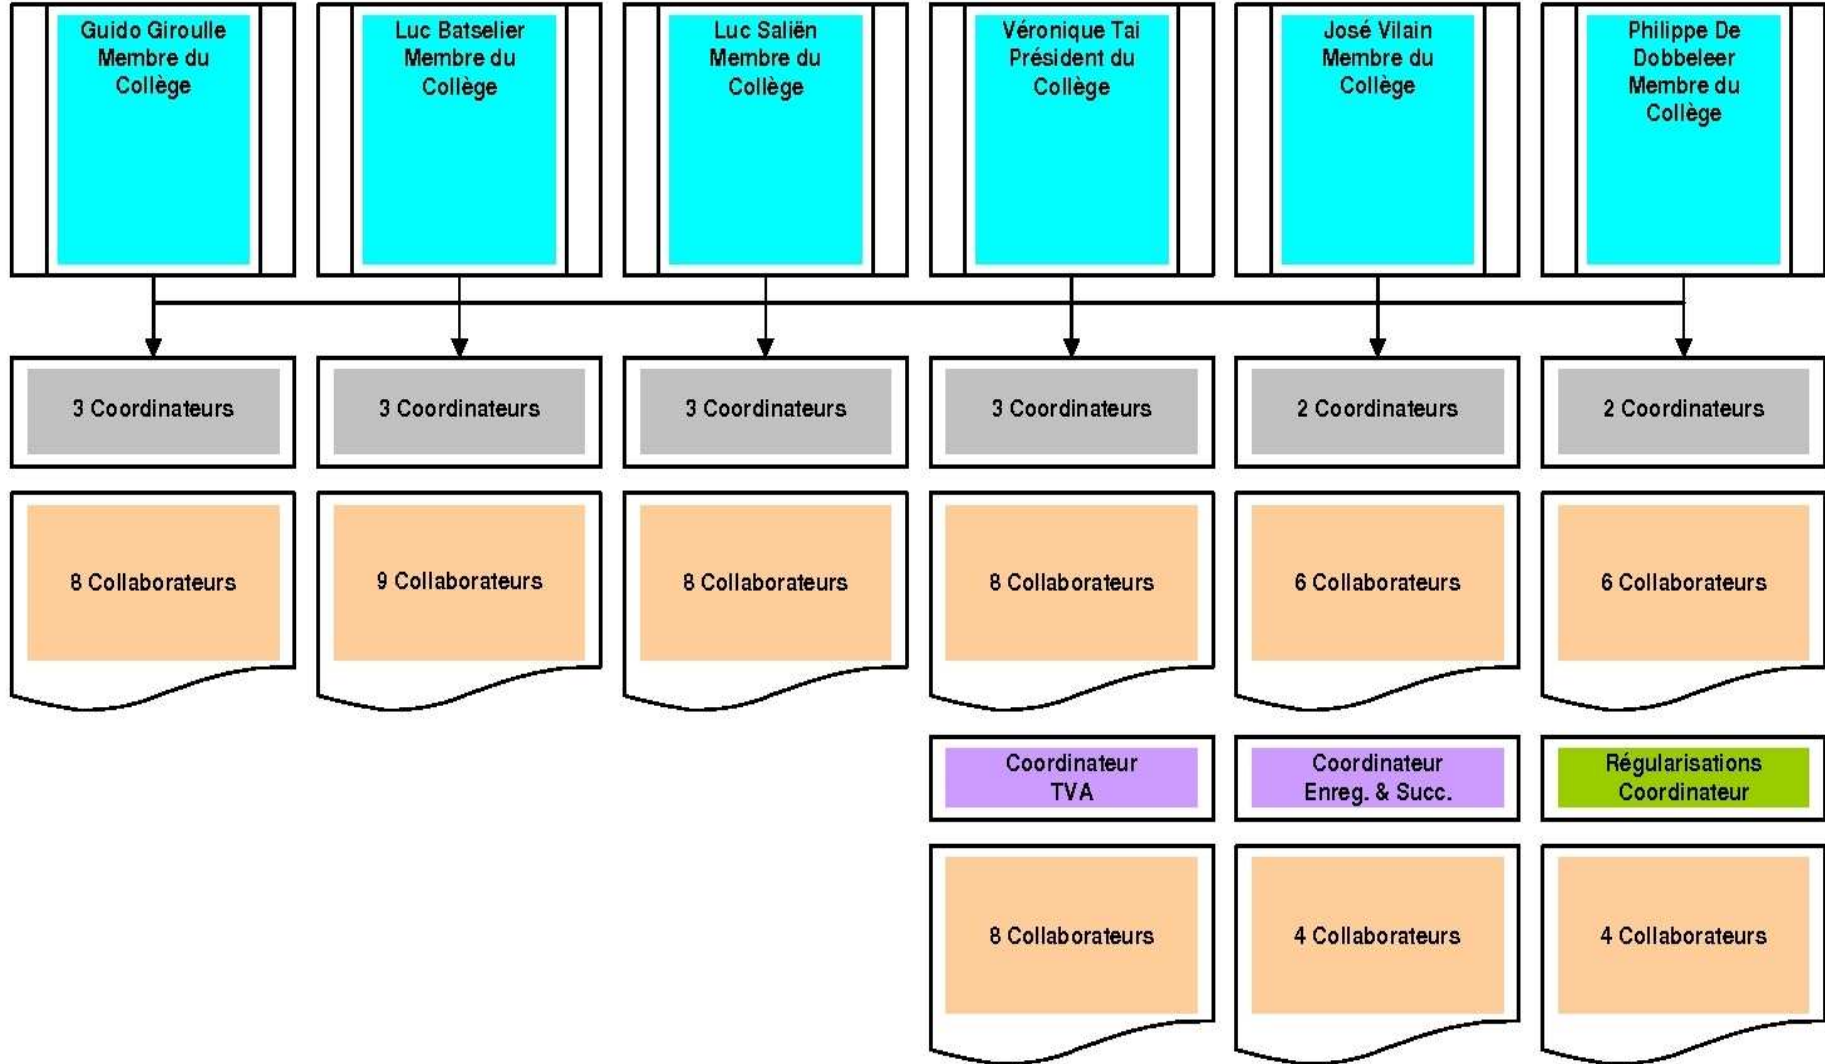 Guido Giroulle
Membre du
Collège
Luc Batselier
Membre du
Collège
Luc Saliën
Membre du
Collège
Véronique Tai
Président du
Collège
José Vilain
Membre du
Collège
Philippe De
Dobbeleer
Membre du
Collège
3 Coordinateurs
3 Coordinateurs
3 Coordinateurs
3 Coordinateurs
2 Coordinateurs
2 Coordinateurs
8 Collaborateurs
9 Collaborateurs
8 Collaborateurs
8 Collaborateurs
6 Collaborateurs
6 Collaborateurs
Coordinateur
TVA
Coordinateur
Enreg. & Succ.
Régularisations
Coordinateur
8 Collaborateurs
4 Collaborateurs
4 Collaborateurs